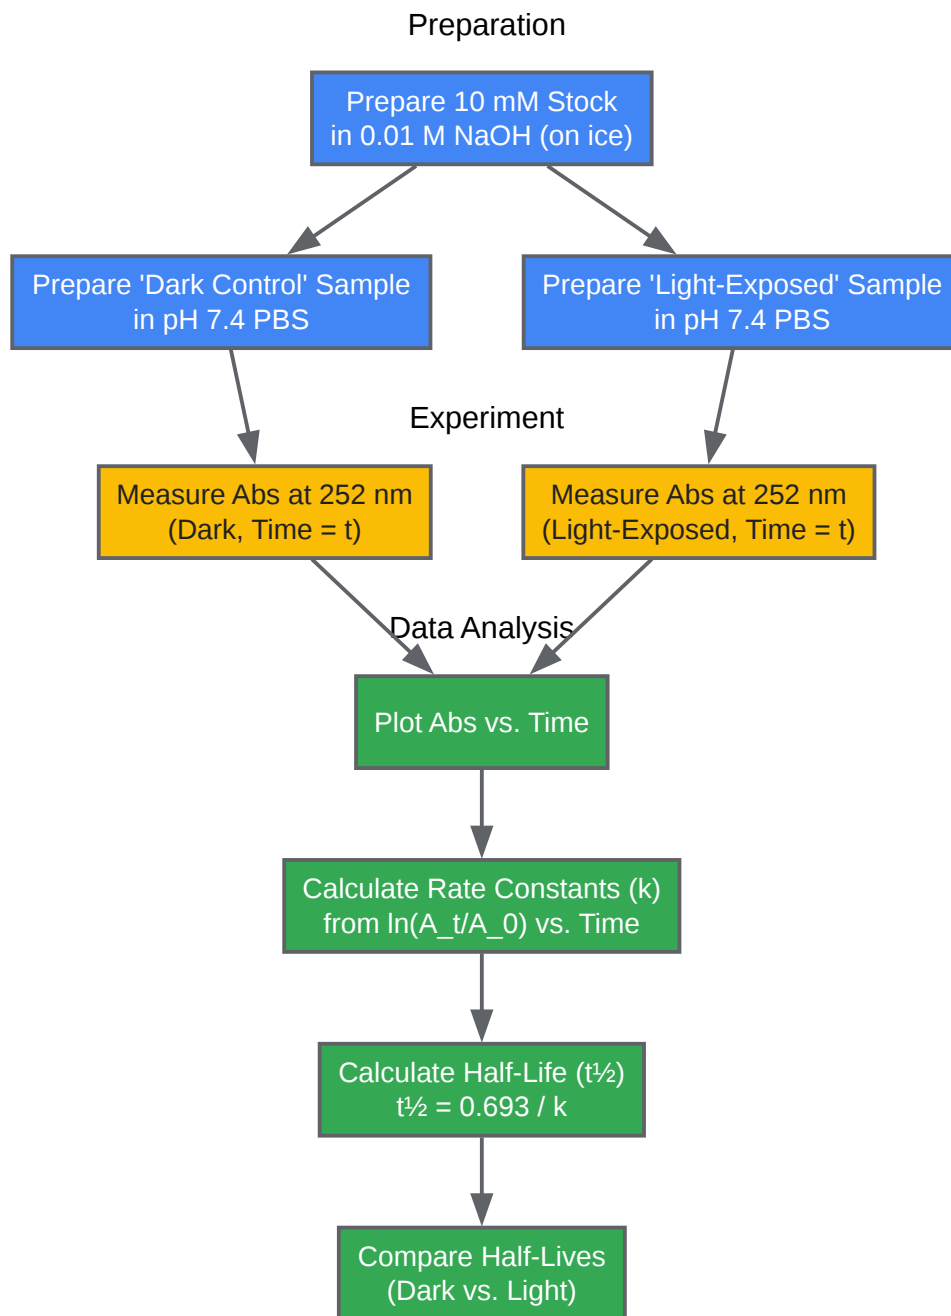 Preparation
Prepare 10 mM Stock
in 0.01 M NaOH (on ice)
Prepare 'Dark Control' Sample
in pH 7.4 PBS
Prepare 'Light-Exposed' Sample
in pH 7.4 PBS
Experiment
Measure Abs at 252 nm
(Dark, Time = t)
Measure Abs at 252 nm
(Light-Exposed, Time = t)
Data Analysis
Plot Abs vs. Time
Calculate Rate Constants (k)
from ln(A_t/A_0) vs. Time
Calculate Half-Life (t½)
t½ = 0.693 / k
Compare Half-Lives
(Dark vs. Light)